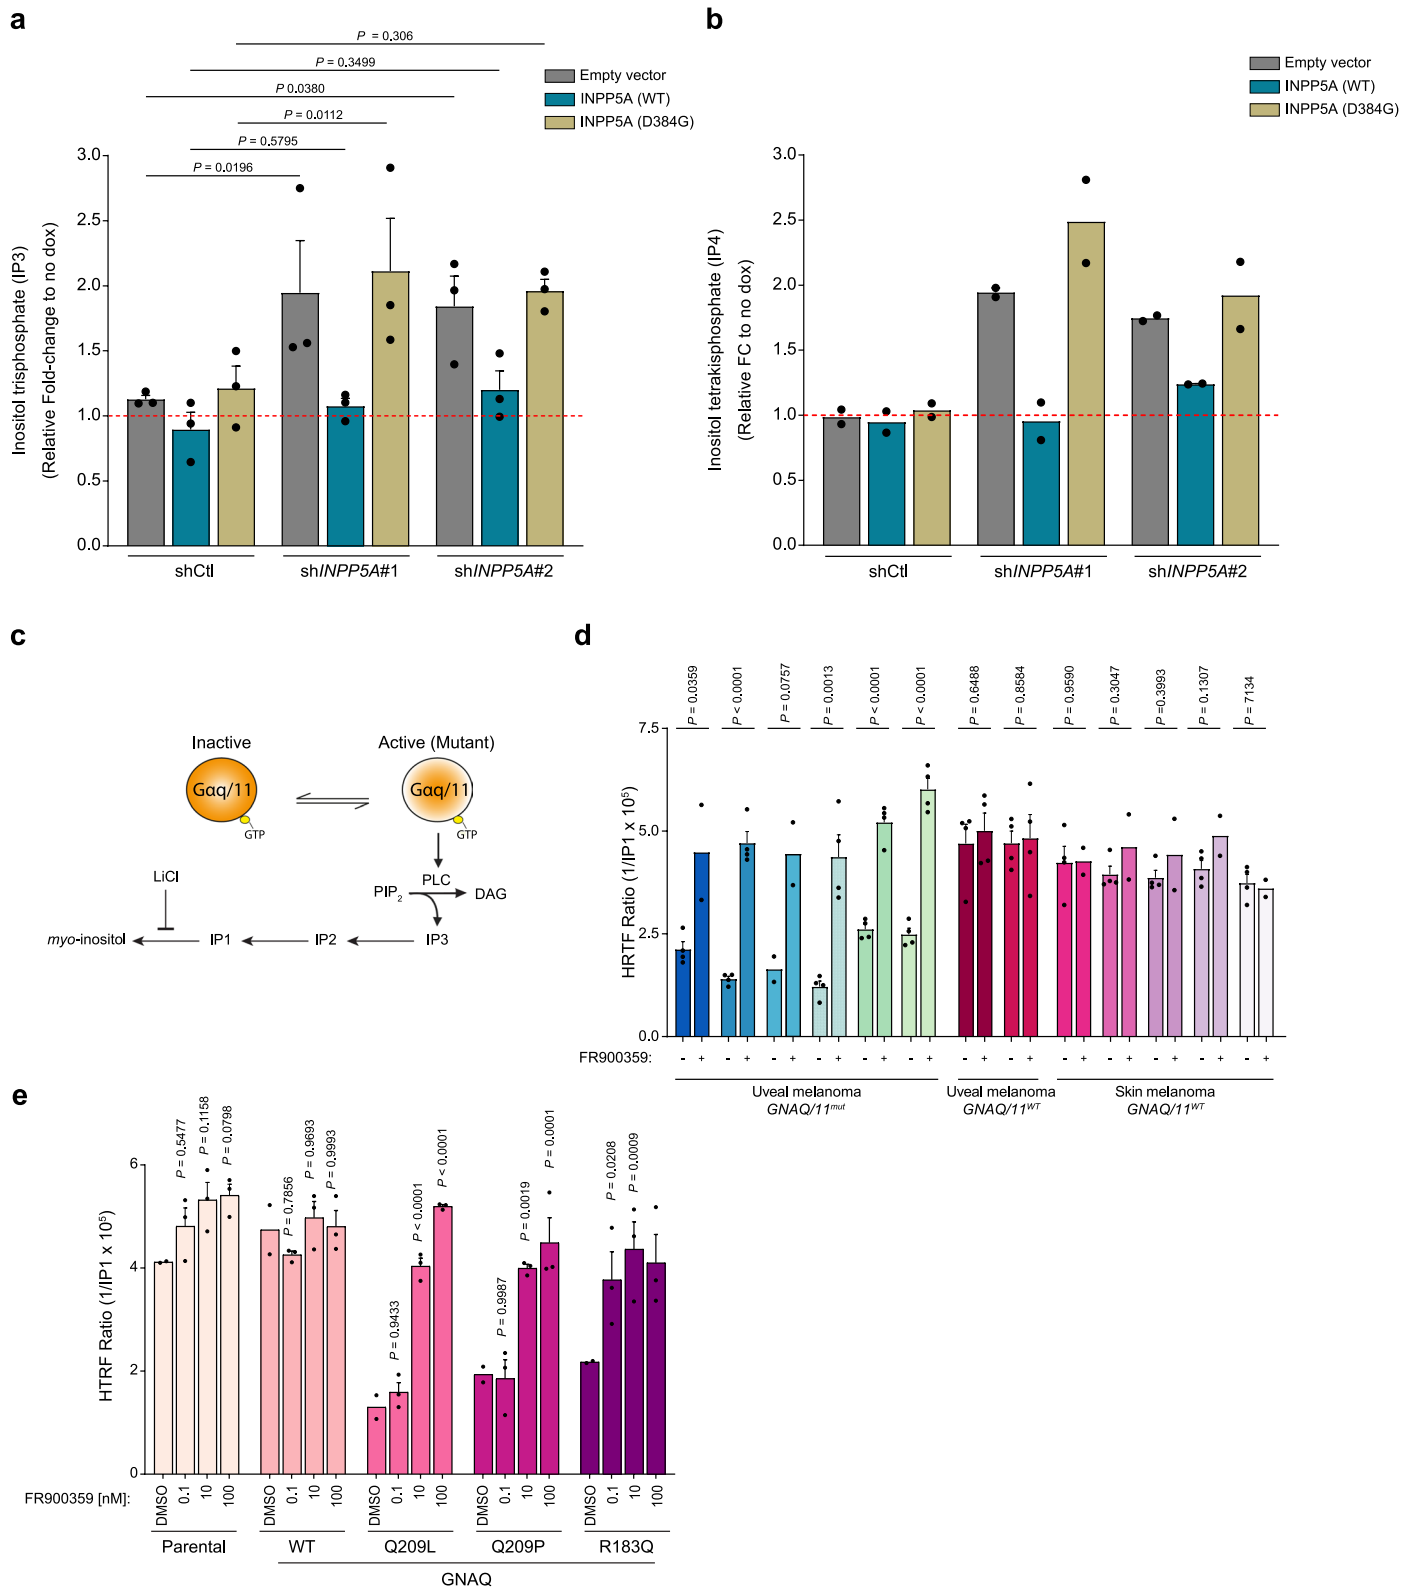 a
P = 0.306
P = 0.3499
P 0.0380
P = 0.0112
P = 0.5795
P = 0.0196
Empty vector
INPP5A (WT)
INPP5A (D384G)
Inositol trisphosphate (IP3)
(Relative Fold-change to no dox)
3.0
2.5
2.0
1.5
1.0
0.5
0.0
shCtl
shINPP5A#1
shINPP5A#2
b
Empty vector
INPP5A (WT)
INPP5A (D384G)
Inositol tetrakisphosphate (IP4)
(Relative FC to no dox)
3.0
2.5
2.0
1.5
1.0
0.5
0.0
shCtl
shINPP5A#1
shINPP5A#2
c
Inactive
Active (Mutant)
Gαq/11
Gαq/11
GTP
GTP
LiCl
PLC
PIP2
DAG
myo-inositol
IP1
IP2
IP3
d
P = 0.0359
P < 0.0001
P = 0.0757
P = 0.0013
P < 0.0001
P < 0.0001
P = 0.6488
P = 0.8584
P = 0.9590
P = 0.3047
P =0.3993
P = 0.1307
P = 7134
HRTF Ratio (1/IP1 x 10⁵)
7.5
5.0
2.5
0.0
FR900359: - + - + - + - + - + - + - + - + - + - + - + - + - +
Uveal melanoma
GNAQ/11mut
Uveal melanoma
GNAQ/11WT
Skin melanoma
GNAQ/11WT
e
P = 0.5477
P = 0.1158
P = 0.0798
P = 0.7856
P = 0.9693
P = 0.9993
P = 0.9433
P < 0.0001
P < 0.0001
P = 0.9987
P = 0.0019
P = 0.0001
P = 0.0208
P = 0.0009
HTRF Ratio (1/IP1 x 10⁵)
6
4
2
0
FR900359 [nM]: DMSO 0.1 10 100 DMSO 0.1 10 100 DMSO 0.1 10 100 DMSO 0.1 10 100 DMSO 0.1 10 100
Parental
WT
Q209L
Q209P
R183Q
GNAQ